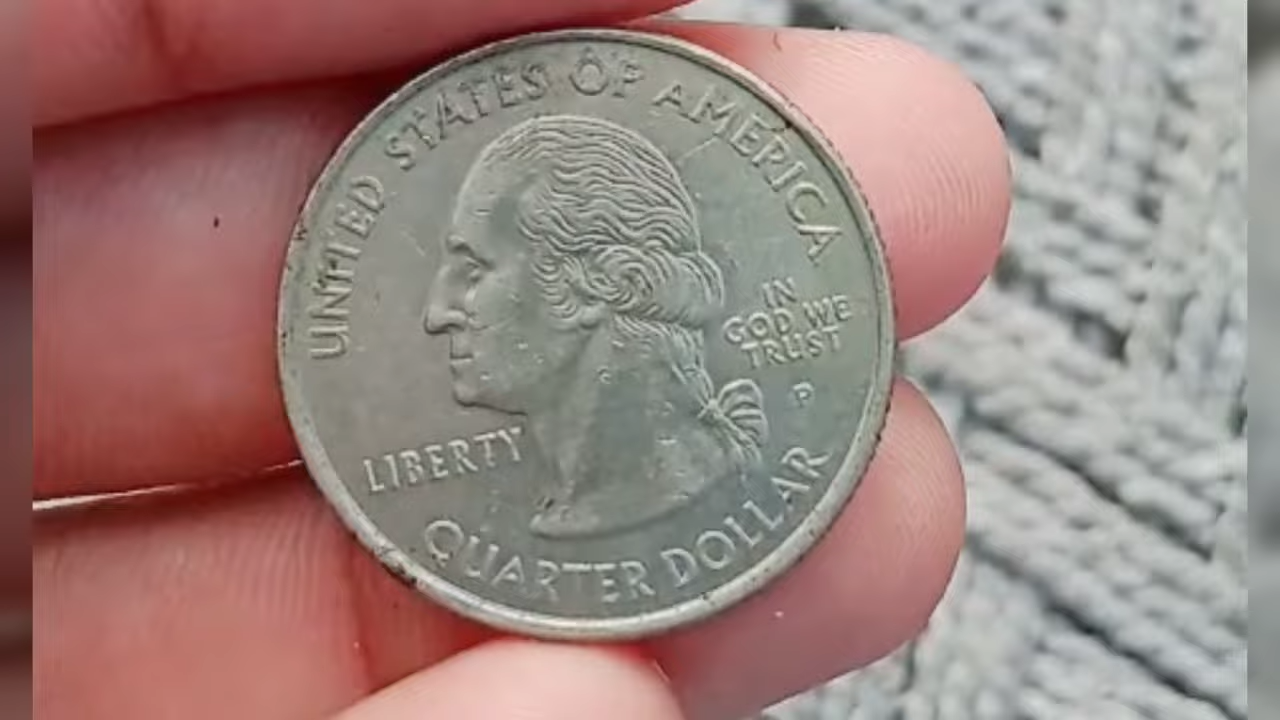 UNITED STATES OF AMERICA
IN
GOD WE
TRUST
P
LIBERTY
QUARTER DOLLAR